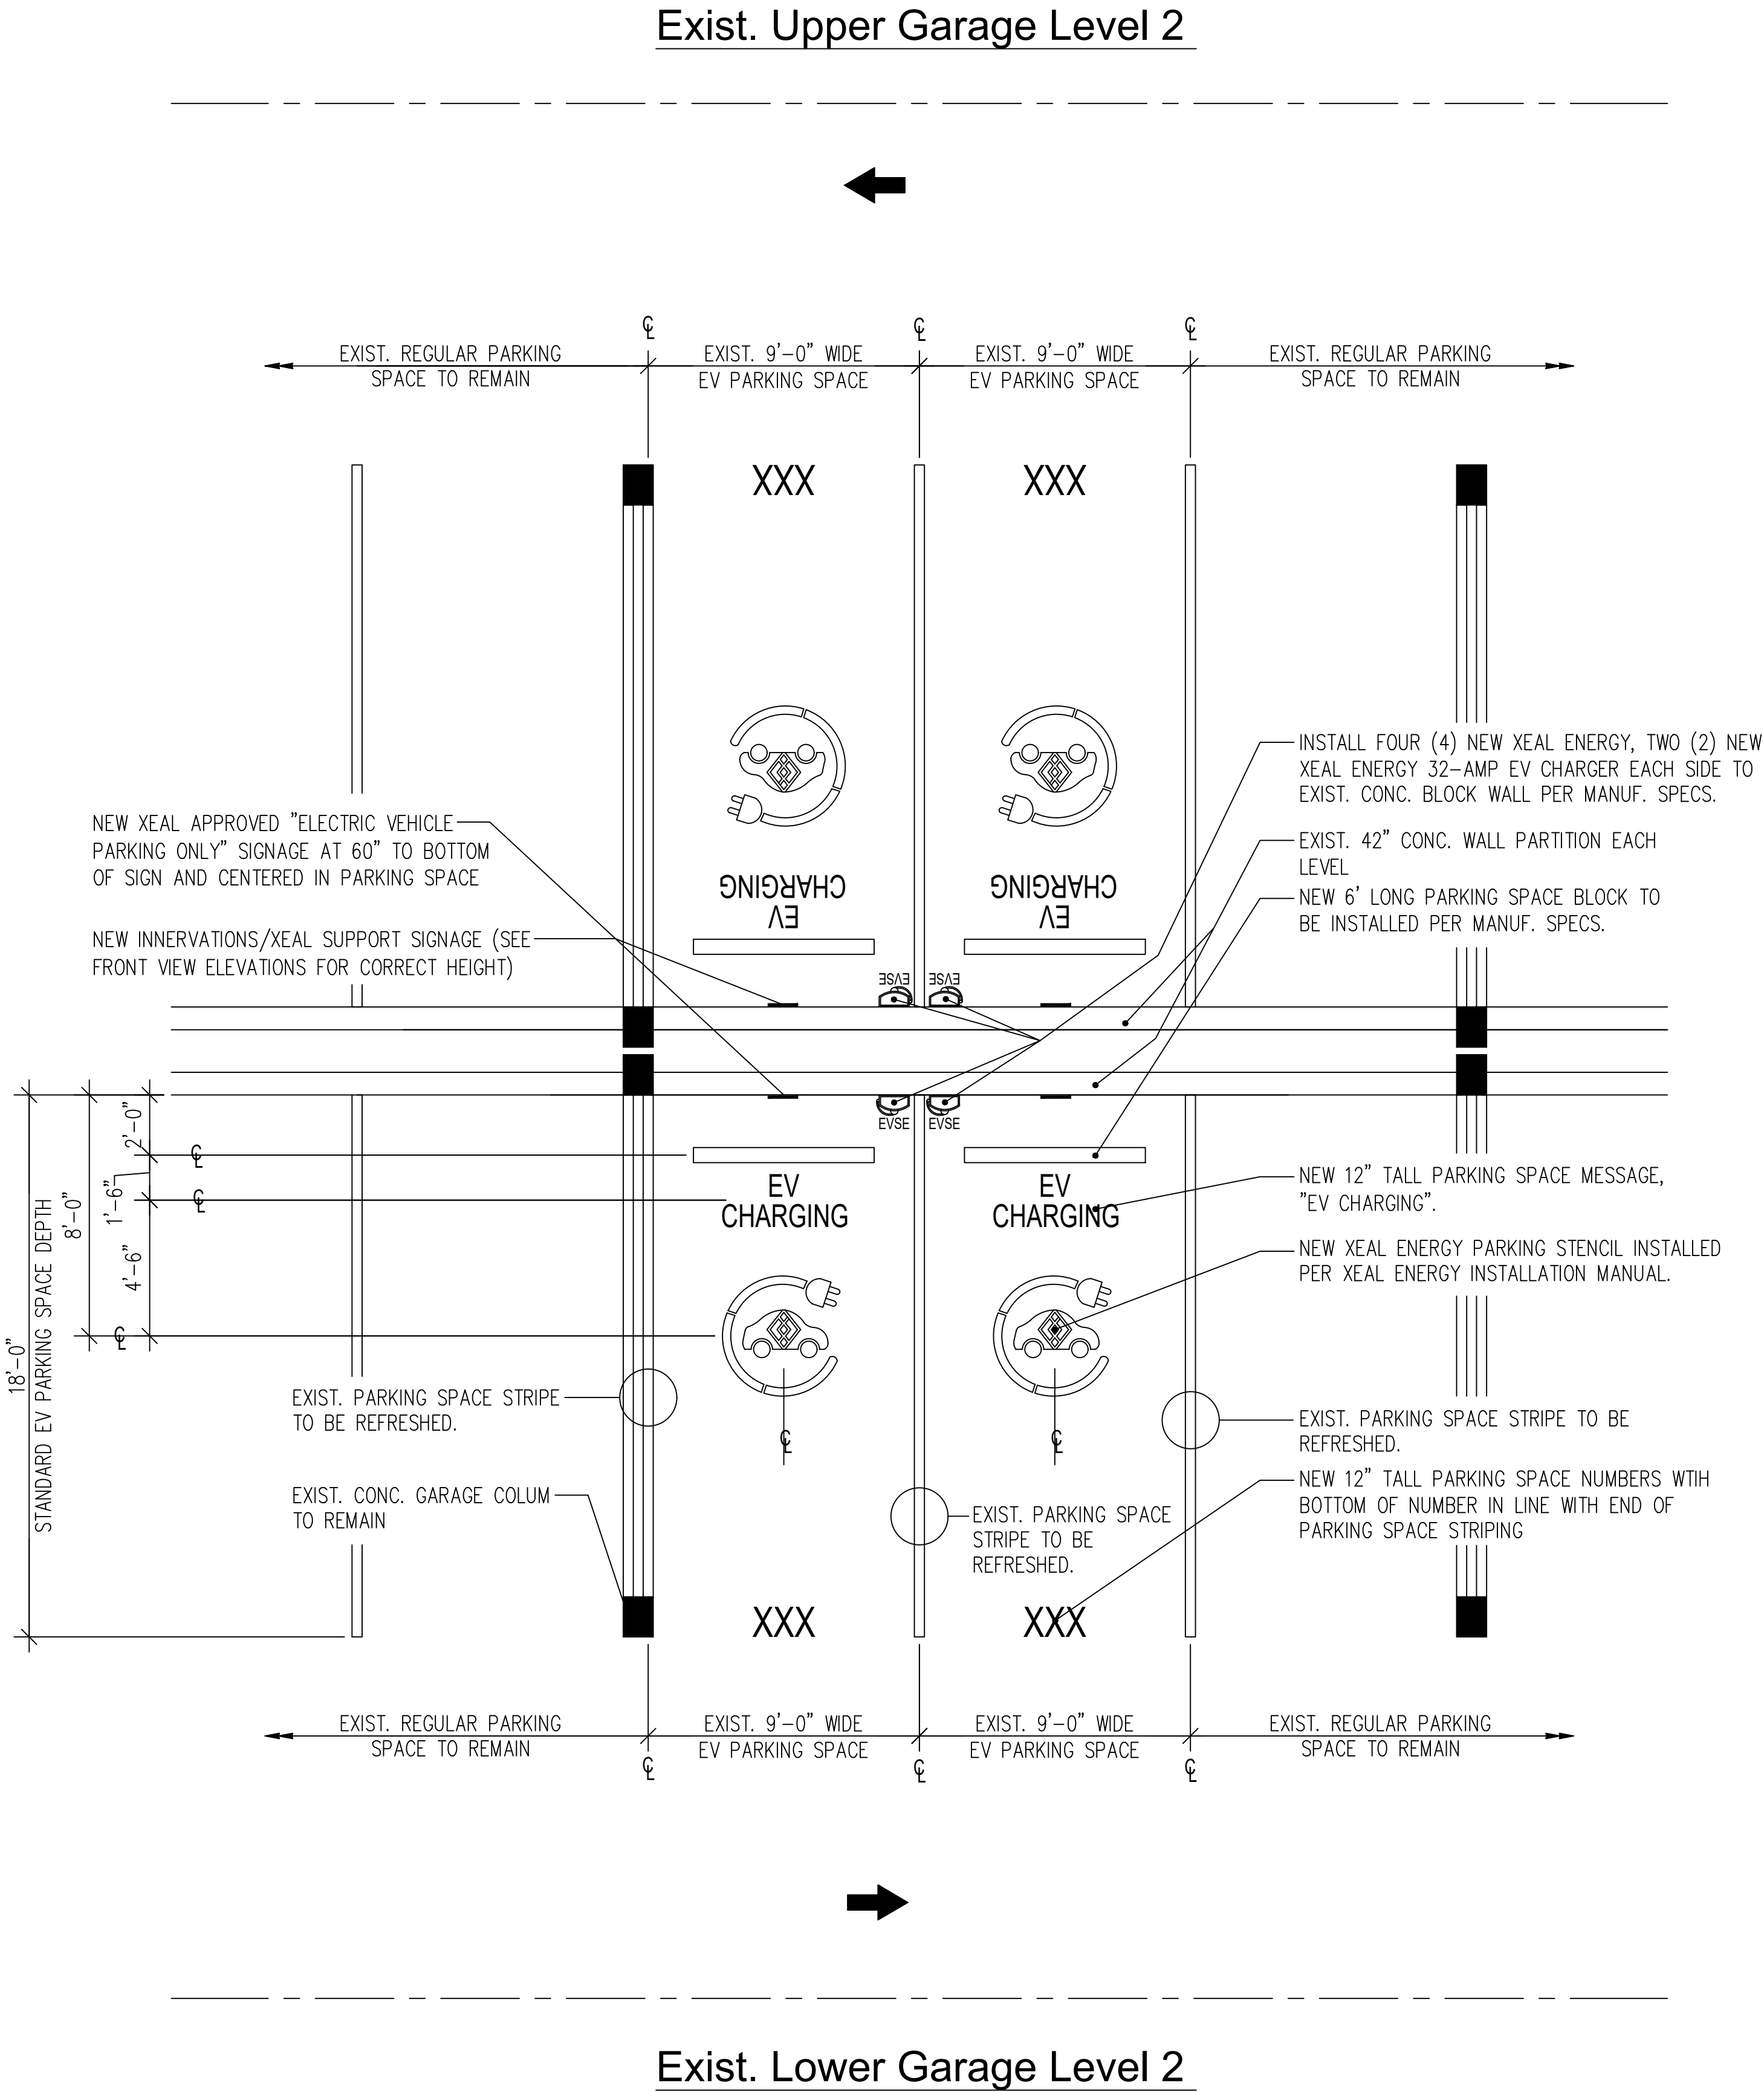 Exist. Upper Garage Level 2
℄
℄
℄
EXIST. REGULAR PARKING
SPACE TO REMAIN
EXIST. 9'-0" WIDE
EV PARKING SPACE
EXIST. 9'-0" WIDE
EV PARKING SPACE
EXIST. REGULAR PARKING
SPACE TO REMAIN
XXX
XXX
INSTALL FOUR (4) NEW XEAL ENERGY, TWO (2) NEW
XEAL ENERGY 32-AMP EV CHARGER EACH SIDE TO
EXIST. CONC. BLOCK WALL PER MANUF. SPECS.
NEW XEAL APPROVED "ELECTRIC VEHICLE
PARKING ONLY" SIGNAGE AT 60" TO BOTTOM
OF SIGN AND CENTERED IN PARKING SPACE
EXIST. 42" CONC. WALL PARTITION EACH
LEVEL
NEW 6' LONG PARKING SPACE BLOCK TO
BE INSTALLED PER MANUF. SPECS.
EV
CHARGING
EV
CHARGING
NEW INNERVATIONS/XEAL SUPPORT SIGNAGE (SEE
FRONT VIEW ELEVATIONS FOR CORRECT HEIGHT)
EVSE
EVSE
EVSE
EVSE
2'-0"
℄
1'-6"
℄
4'-6"
℄
8'-0"
18'-0"
STANDARD EV PARKING SPACE DEPTH
EV
CHARGING
EV
CHARGING
NEW 12" TALL PARKING SPACE MESSAGE,
"EV CHARGING".
NEW XEAL ENERGY PARKING STENCIL INSTALLED
PER XEAL ENERGY INSTALLATION MANUAL.
℄
℄
EXIST. PARKING SPACE STRIPE
TO BE REFRESHED.
EXIST. PARKING SPACE STRIPE TO BE
REFRESHED.
EXIST. CONC. GARAGE COLUM
TO REMAIN
EXIST. PARKING SPACE
STRIPE TO BE
REFRESHED.
NEW 12" TALL PARKING SPACE NUMBERS WTIH
BOTTOM OF NUMBER IN LINE WITH END OF
PARKING SPACE STRIPING
XXX
XXX
EXIST. REGULAR PARKING
SPACE TO REMAIN
EXIST. 9'-0" WIDE
EV PARKING SPACE
EXIST. 9'-0" WIDE
EV PARKING SPACE
EXIST. REGULAR PARKING
SPACE TO REMAIN
℄
℄
℄
Exist. Lower Garage Level 2